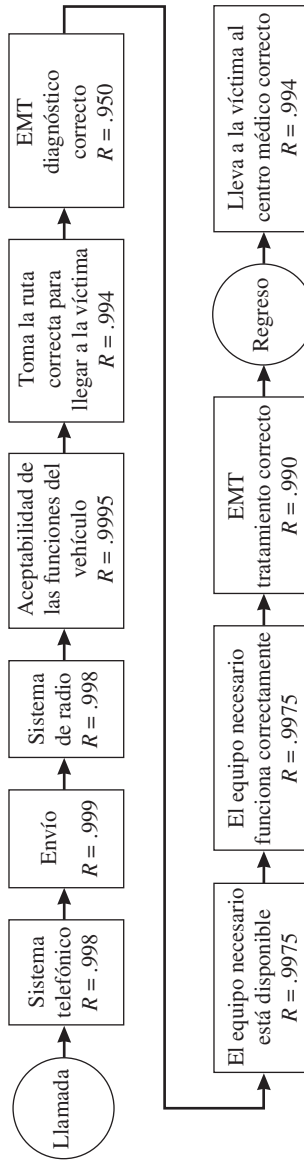 Llamada
Sistema
telefónico
R = .998
Envío
R = .999
Sistema
de radio
R = .998
Aceptabilidad de
las funciones del
vehículo
R = .9995
Toma la ruta
correcta para
llegar a la víctima
R = .994
EMT
diagnóstico
correcto
R = .950
El equipo necesario
está disponible
R = .9975
El equipo necesario
funciona correctamente
R = .9975
EMT
tratamiento correcto
R = .990
Regreso
Lleva a la víctima al
centro médico correcto
R = .994